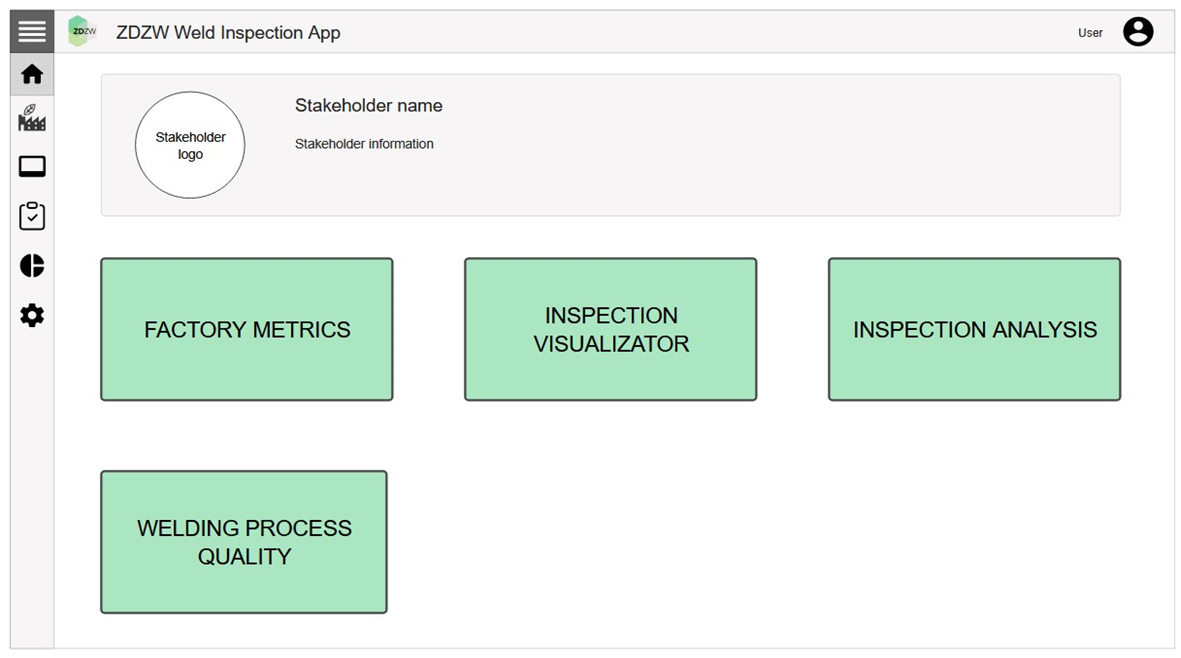 ZDZW
ZDZW Weld Inspection App
User
Stakeholder
logo
Stakeholder name
Stakeholder information
FACTORY METRICS
INSPECTION
VISUALIZATOR
INSPECTION ANALYSIS
WELDING PROCESS
QUALITY